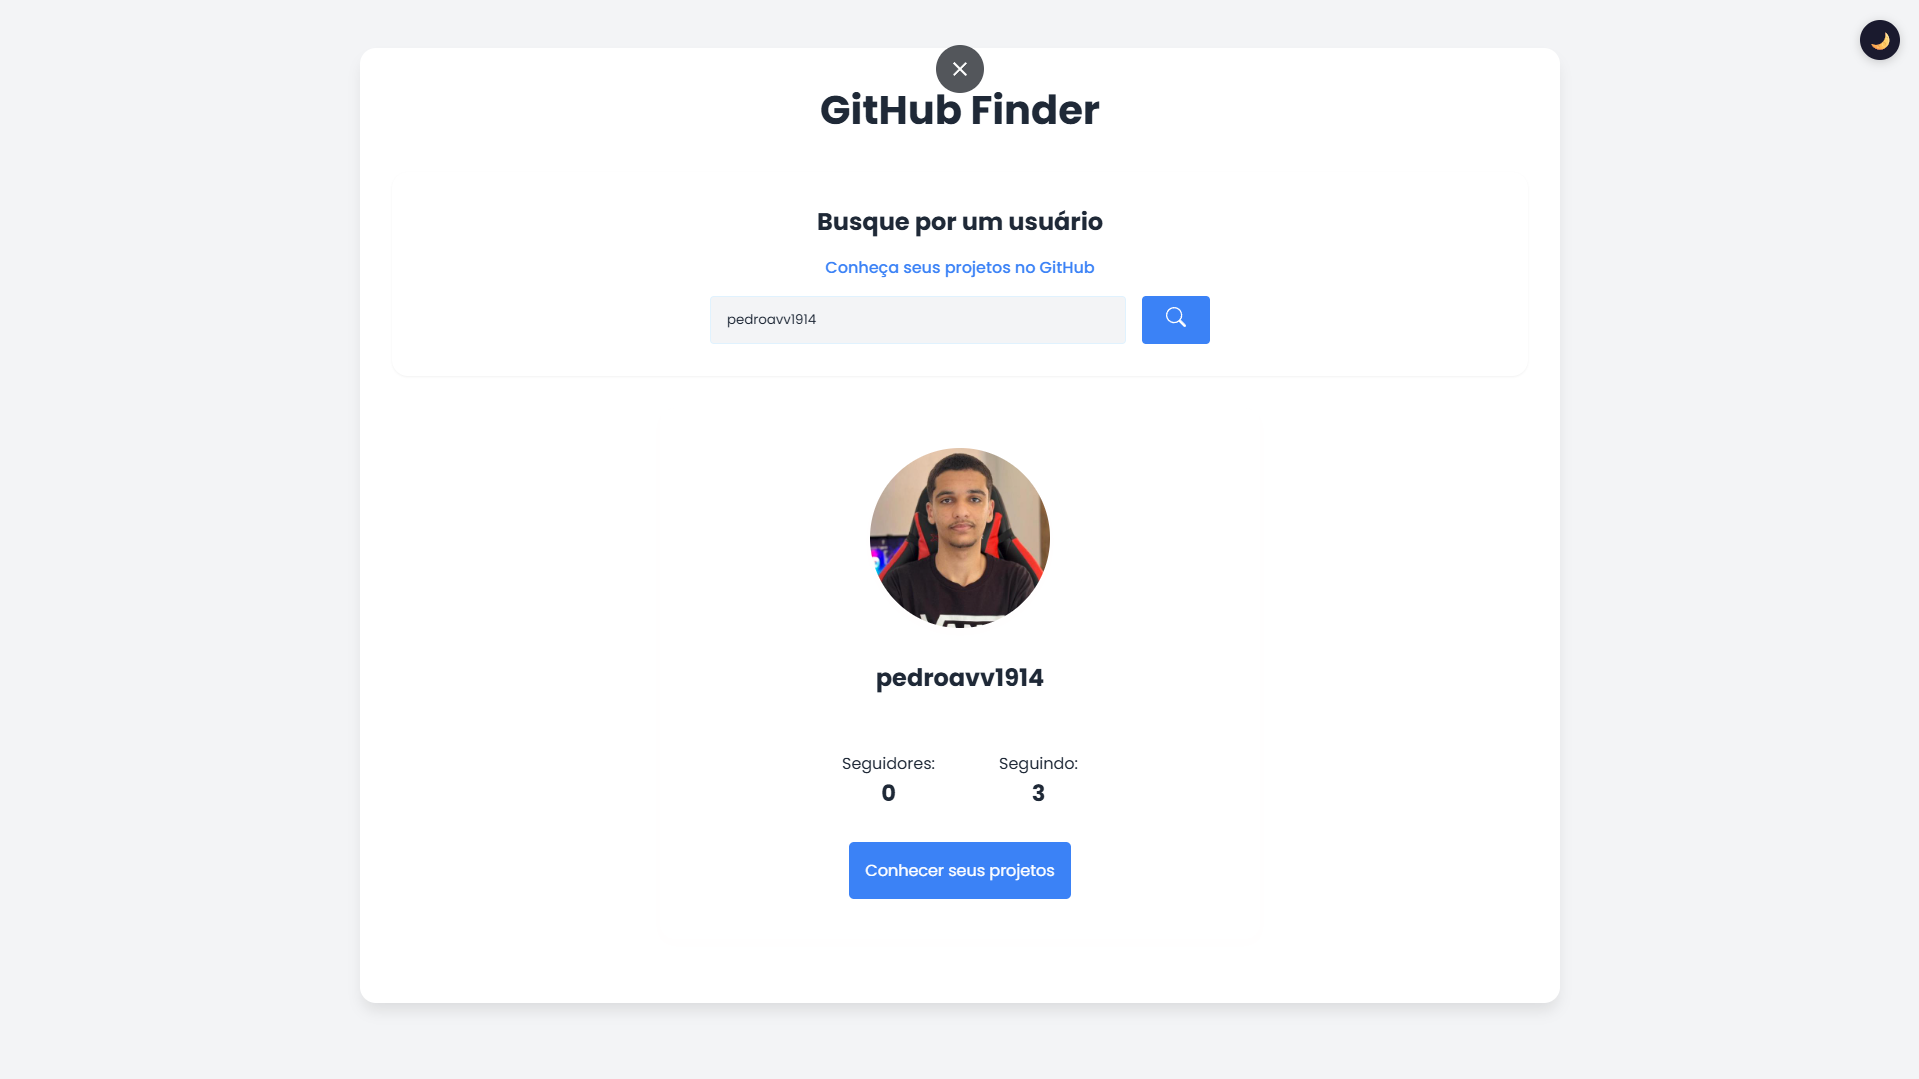 GitHub Finder
Busque por um usuário
Conheça seus projetos no GitHub
pedroavv1914
pedroavv1914
Seguidores:
0
Seguindo:
3
Conhecer seus projetos